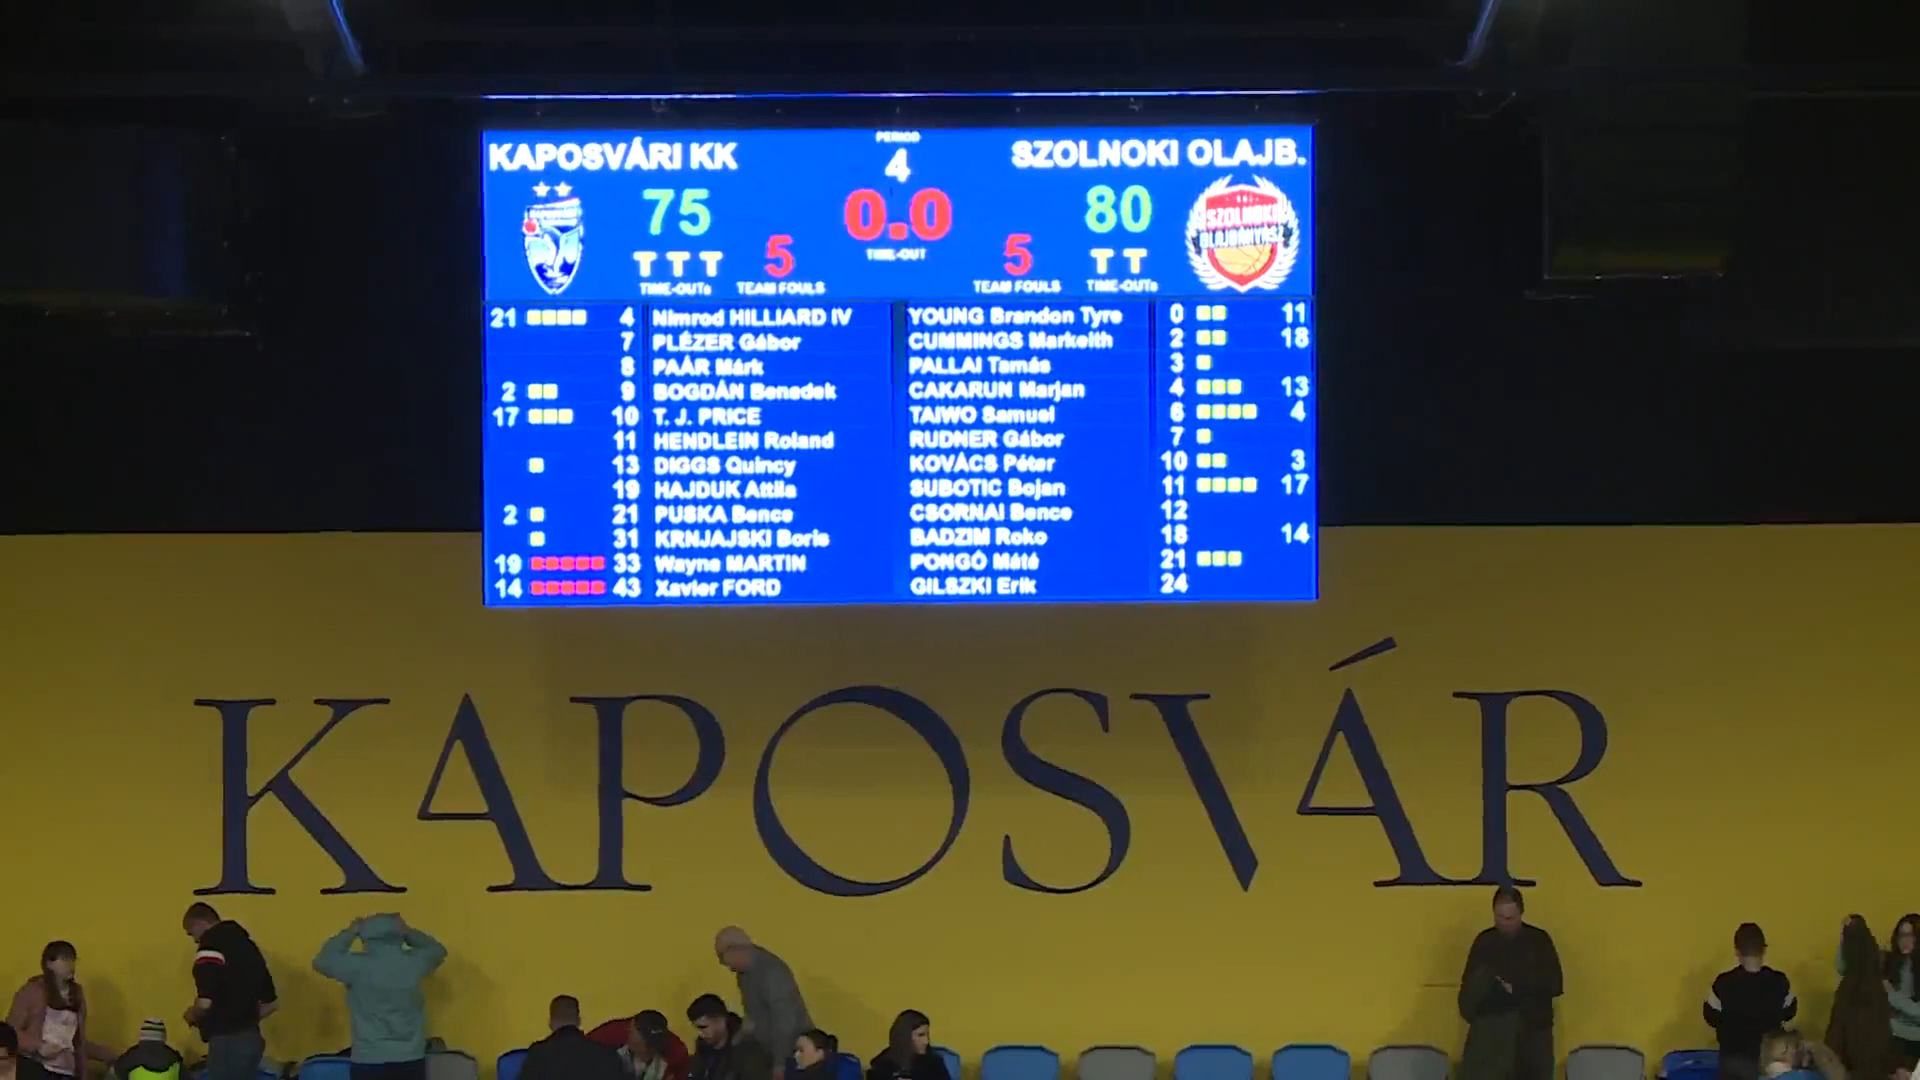 PERIOD
KAPOSVÁRI KK 4 SZOLNOKI OLAJB.
75 0.0 80
T T T 5 TIME-OUT 5 T T
TIME-OUTs TEAM FOULS TEAM FOULS TIME-OUTs
SZOLNOKI
OLAJBÁNYÁSZ
21 4 Nimrod HILLIARD IV YOUNG Brandon Tyre 0 11
7 PLÉZER Gábor CUMMINGS Markeith 2 18
8 PAÁR Márk PALLAI Tamás 3
2 9 BOGDÁN Benedek CAKARUN Marjan 4 13
17 10 T. J. PRICE TAIWO Samuel 6 4
11 HENDLEIN Roland RUDNER Gábor 7
13 DIGGS Quincy KOVÁCS Péter 10 3
19 HAJDUK Attila SUBOTIC Bojan 11 17
2 21 PUSKA Bence CSORNAI Bence 12
31 KRNJAJSKI Boris BADZIM Roko 18 14
19 33 Wayne MARTIN PONGÓ Máté 21
14 43 Xavier FORD GILSZKI Erik 24
KAPOSVÁR